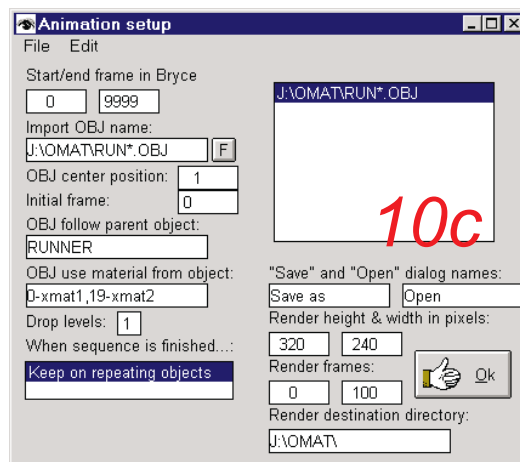 Animation setup
File Edit
Start/end frame in Bryce
0 9999
Import OBJ name:
J:\OMAT\RUN*.OBJ F
OBJ center position: 1
Initial frame: 0
OBJ follow parent object:
RUNNER
OBJ use material from object:
0-xmat1,19-xmat2
Drop levels: 1
When sequence is finished...:
Keep on repeating objects
J:\OMAT\RUN*.OBJ
10c
"Save" and "Open" dialog names:
Save as Open
Render height & width in pixels:
320 240
Render frames:
0 100
Ok
Render destination directory:
J:\OMAT\